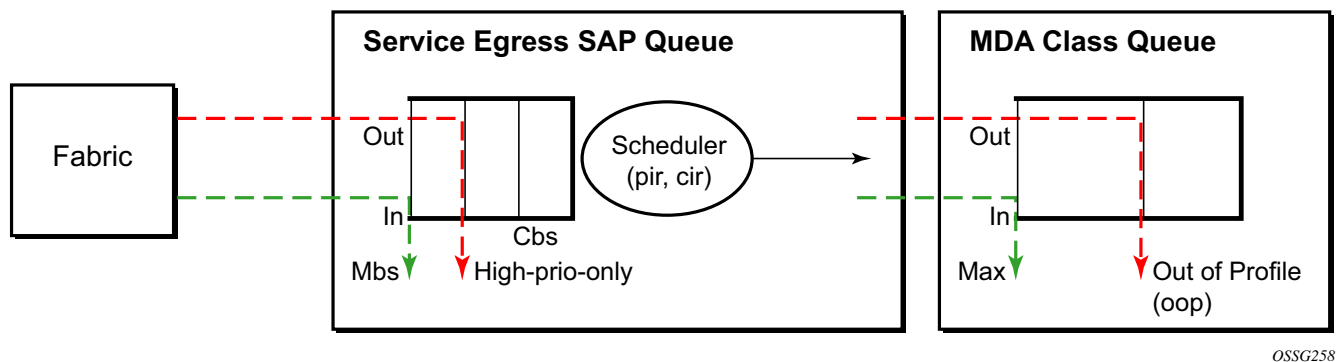 Service Egress SAP Queue
MDA Class Queue
Fabric
Out
In
Mbs
High-prio-only
Cbs
Scheduler
(pir, cir)
Out
In
Max
Out of Profile
(oop)
OSSG258